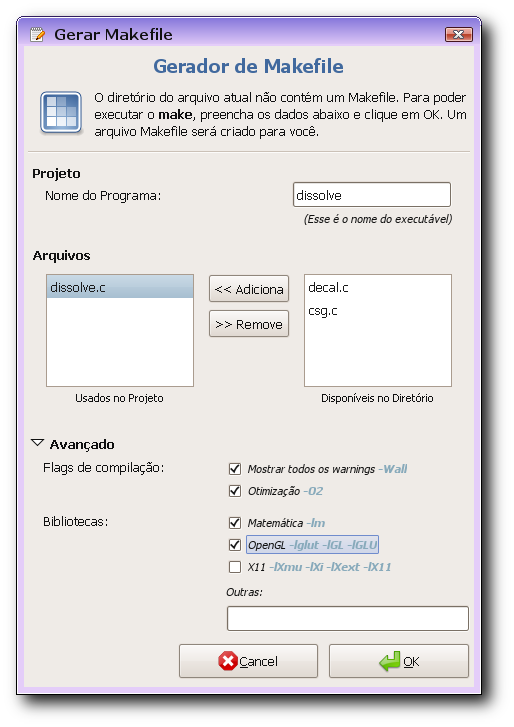 Gerar Makefile
Gerador de Makefile
O diretório do arquivo atual não contém um Makefile. Para poder
executar o make, preencha os dados abaixo e clique em OK. Um
arquivo Makefile será criado para você.
Projeto
Nome do Programa:
dissolve
(Esse é o nome do executável)
Arquivos
dissolve.c
<< Adiciona
>> Remove
decal.c
csg.c
Usados no Projeto
Disponíveis no Diretório
Avançado
Flags de compilação:
Mostrar todos os warnings -Wall
Otimização -O2
Bibliotecas:
Matemática -lm
OpenGL -lglut -lGL -lGLU
X11 -lXmu -lXi -lXext -lX11
Outras:
Cancel
OK